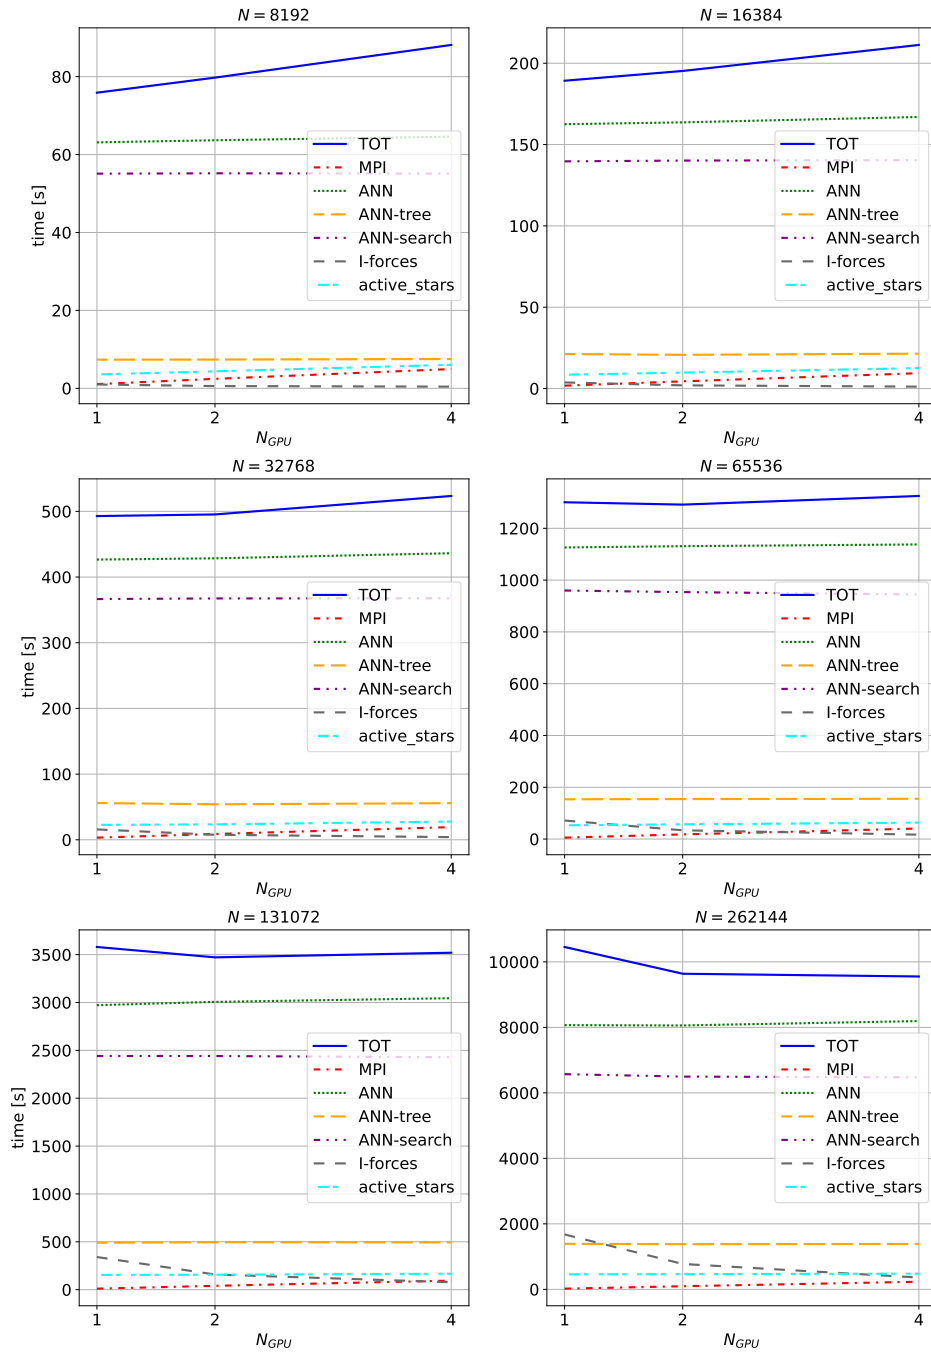 N = 8192
80
60
40
20
0
time [s]
TOT
MPI
ANN
ANN-tree
ANN-search
I-forces
active_stars
1
2
4
N_GPU
N = 16384
200
150
100
50
0
TOT
MPI
ANN
ANN-tree
ANN-search
I-forces
active_stars
1
2
4
N_GPU
N = 32768
500
400
300
200
100
0
time [s]
TOT
MPI
ANN
ANN-tree
ANN-search
I-forces
active_stars
1
2
4
N_GPU
N = 65536
1200
1000
800
600
400
200
0
TOT
MPI
ANN
ANN-tree
ANN-search
I-forces
active_stars
1
2
4
N_GPU
N = 131072
3500
3000
2500
2000
1500
1000
500
0
time [s]
TOT
MPI
ANN
ANN-tree
ANN-search
I-forces
active_stars
1
2
4
N_GPU
N = 262144
10000
8000
6000
4000
2000
0
TOT
MPI
ANN
ANN-tree
ANN-search
I-forces
active_stars
1
2
4
N_GPU